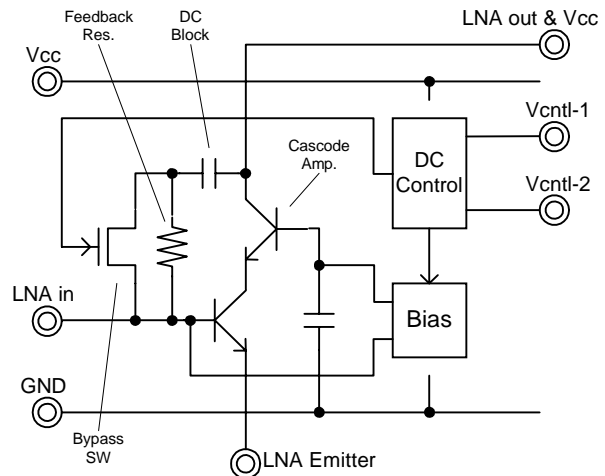 Feedback
Res.
DC
Block
LNA out & Vcc
Vcc
Vcntl-1
Cascode
Amp.
DC
Control
Vcntl-2
LNA in
Bias
GND
Bypass
SW
LNA Emitter